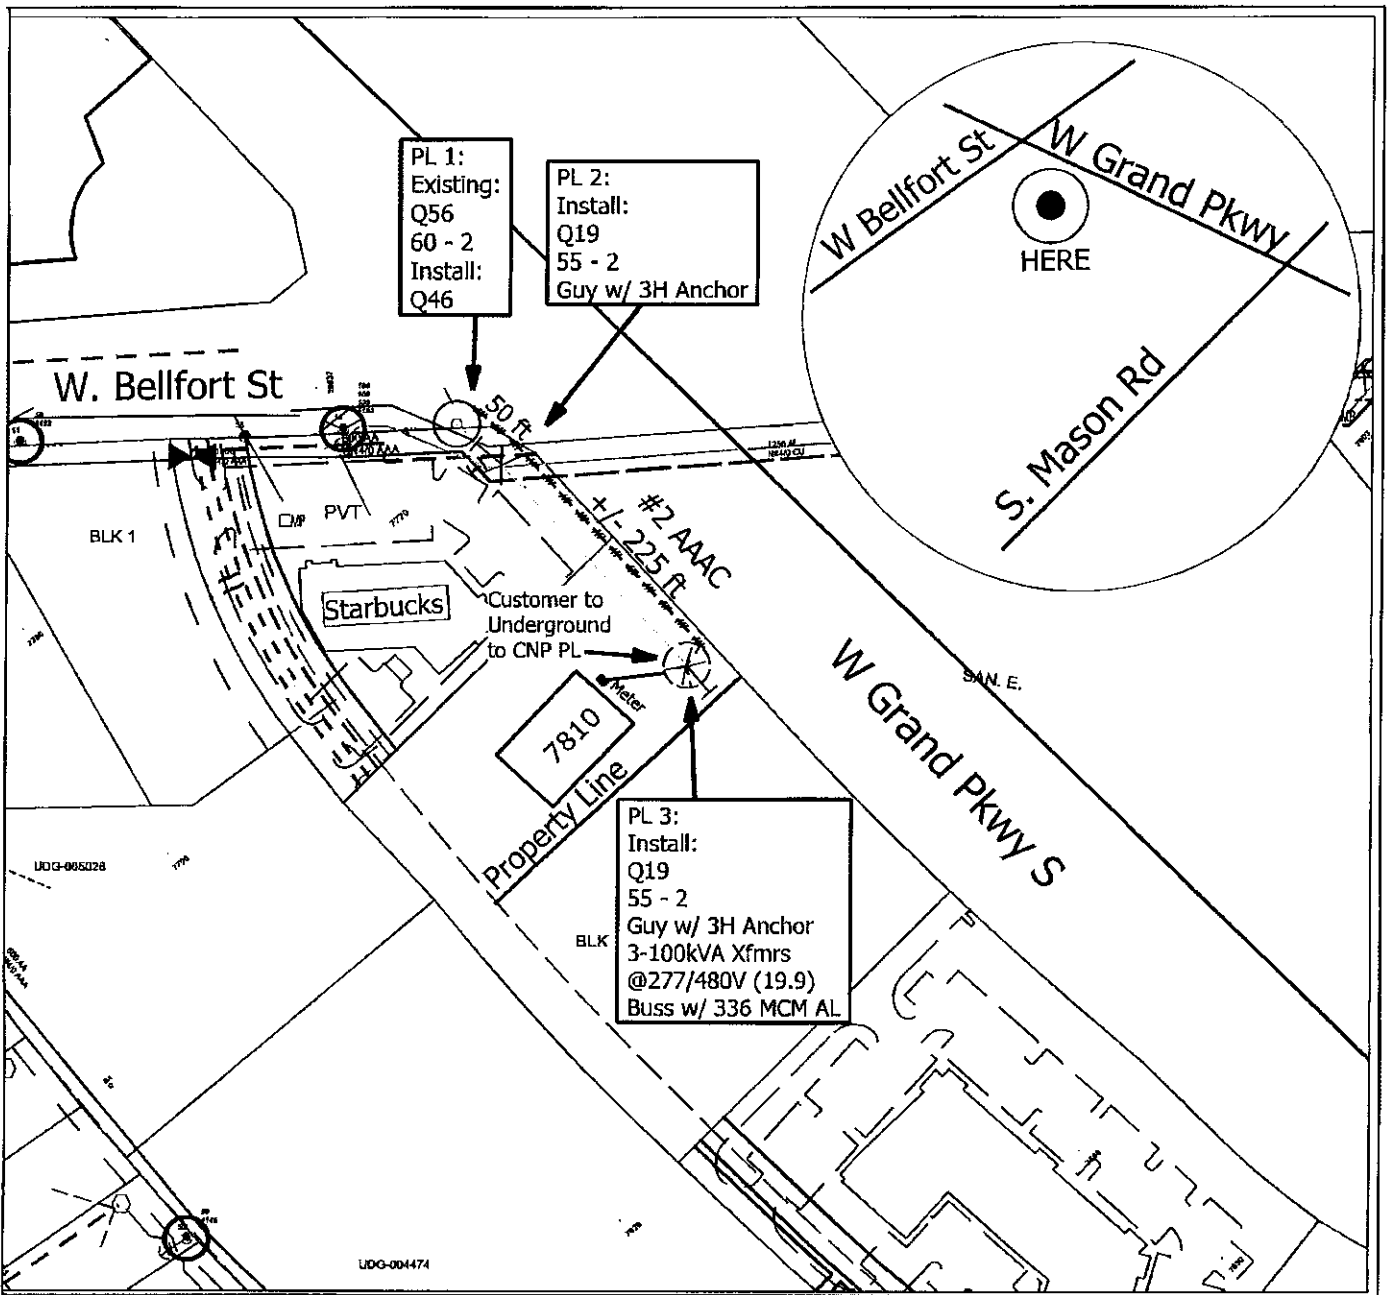 PL 1:
Existing:
Q56
60 - 2
Install:
Q46
PL 2:
Install:
Q19
55 - 2
Guy w/ 3H Anchor
W Bellfort St
W Grand Pkwy
HERE
S. Mason Rd
W. Bellfort St
50 ft
#2 AAAC
+/- 225 ft
BLK 1
PVT
7770
Starbucks
Customer to
Underground
to CNP PL
Meter
7810
Property Line
W Grand Pkwy S
SAN. E.
PL 3:
Install:
Q19
55 - 2
Guy w/ 3H Anchor
3-100kVA Xfmrs
@277/480V (19.9)
Buss w/ 336 MCM AL
BLK
UDG-004474